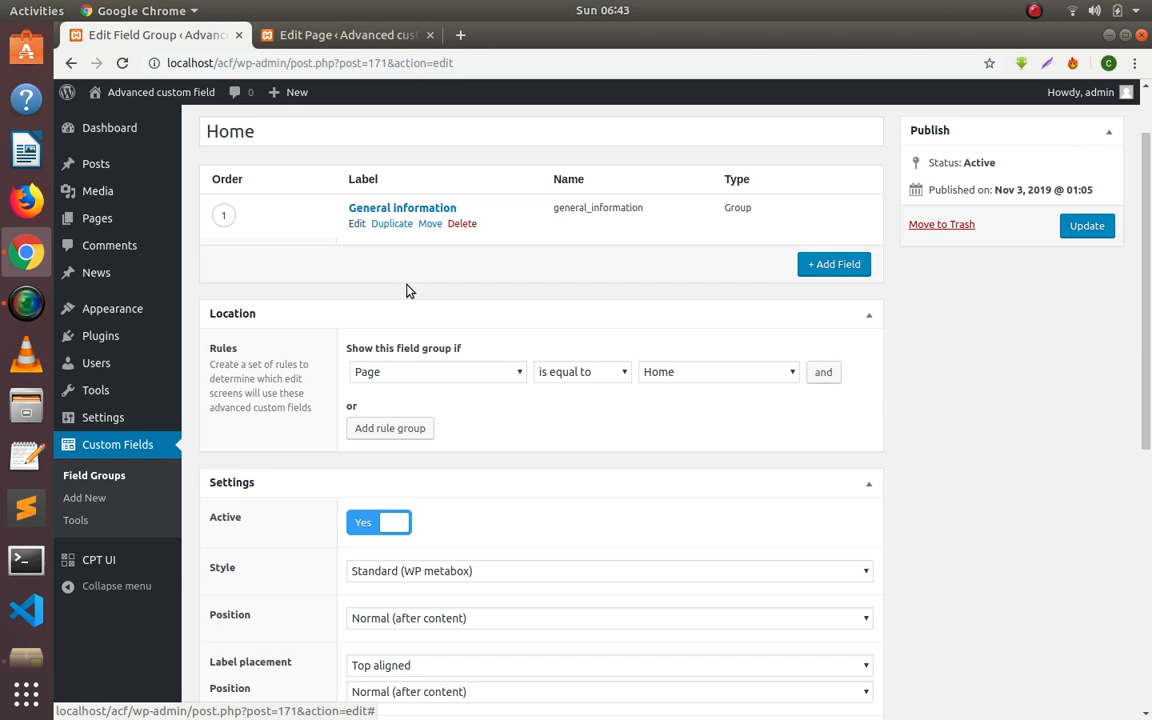 Activities
Google Chrome
Sun 06:43
Edit Field Group ‹ Advanc
Edit Page ‹ Advanced cust
localhost/acf/wp-admin/post.php?post=171&action=edit
C
Advanced custom field
0
New
Howdy, admin
Dashboard
Posts
Media
Pages
Comments
News
Appearance
Plugins
Users
Tools
Settings
Custom Fields
Field Groups
Add New
Tools
CPT UI
Collapse menu
Home
Order
Label
Name
Type
1
General information
general_information
Group
Edit Duplicate Move Delete
+ Add Field
Location
Rules
Create a set of rules to
determine which edit
screens will use these
advanced custom fields
Show this field group if
Page
is equal to
Home
and
or
Add rule group
Settings
Active
Yes
Style
Standard (WP metabox)
Position
Normal (after content)
Label placement
Top aligned
Position
Normal (after content)
Publish
Status: Active
Published on: Nov 3, 2019 @ 01:05
Move to Trash
Update
localhost/acf/wp-admin/post.php?post=171&action=edit#